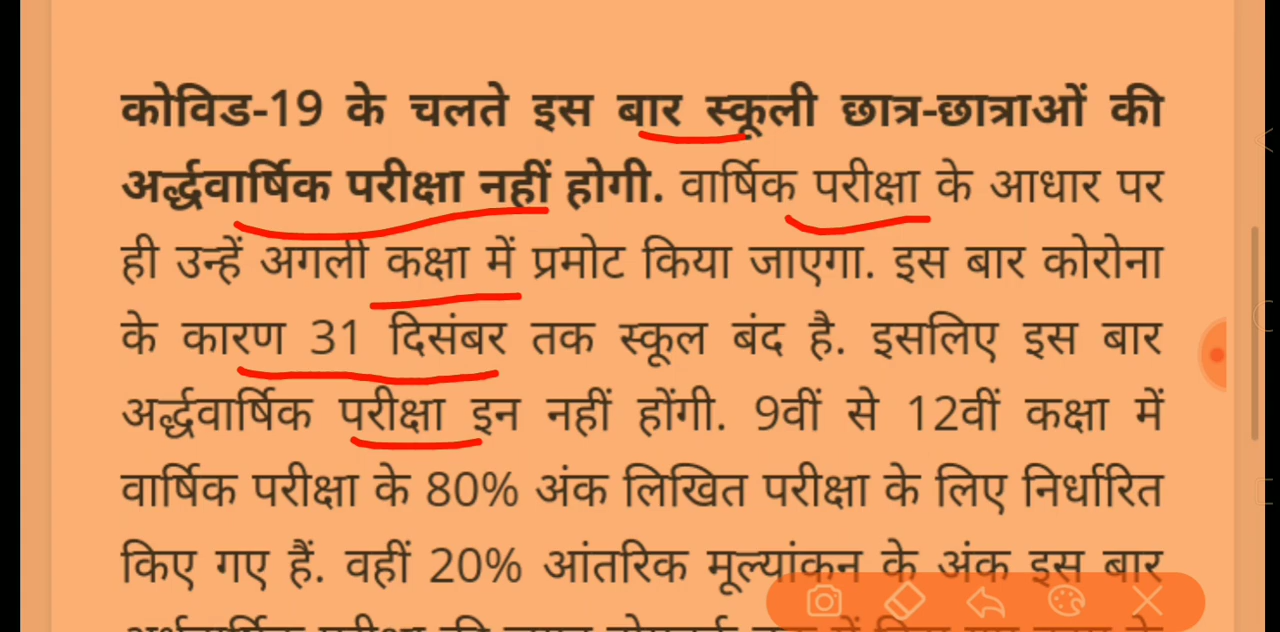 कोविड-19 के चलते इस बार स्कूली छात्र-छात्राओं की
अर्द्धवार्षिक परीक्षा नहीं होगी. वार्षिक परीक्षा के आधार पर
ही उन्हें अगली कक्षा में प्रमोट किया जाएगा. इस बार कोरोना
के कारण 31 दिसंबर तक स्कूल बंद है. इसलिए इस बार
अर्द्धवार्षिक परीक्षा इन नहीं होंगी. 9वीं से 12वीं कक्षा में
वार्षिक परीक्षा के 80% अंक लिखित परीक्षा के लिए निर्धारित
किए गए हैं. वहीं 20% आंतरिक मूल्यांकन के अंक इस बार